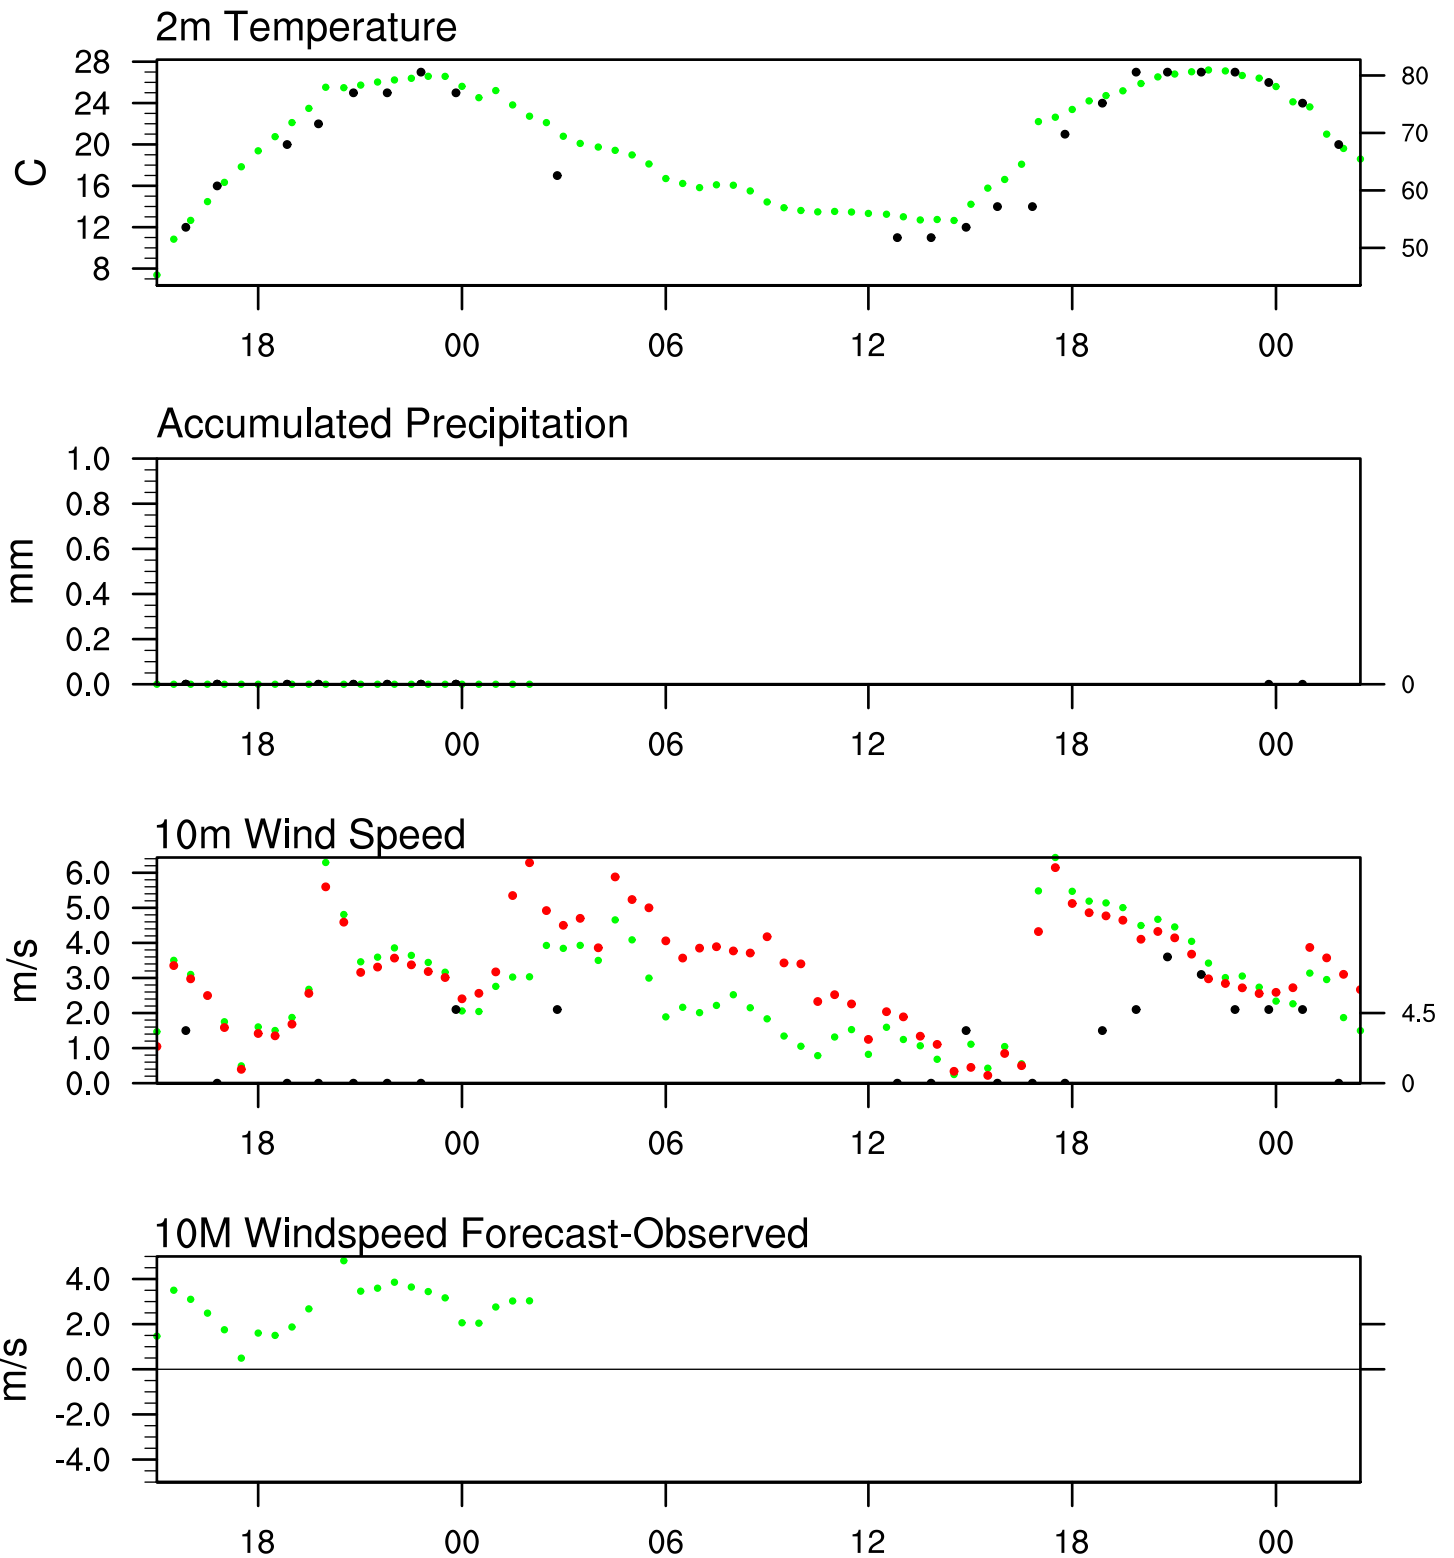 2m Temperature
28
24
20
16
12
8
C
80
70
60
50
18 00 06 12 18 00
Accumulated Precipitation
1.0
0.8
0.6
0.4
0.2
0.0
mm
0
18 00 06 12 18 00
10m Wind Speed
6.0
5.0
4.0
3.0
2.0
1.0
0.0
m/s
4.5
0
18 00 06 12 18 00
10M Windspeed Forecast-Observed
4.0
2.0
0.0
-2.0
-4.0
m/s
18 00 06 12 18 00